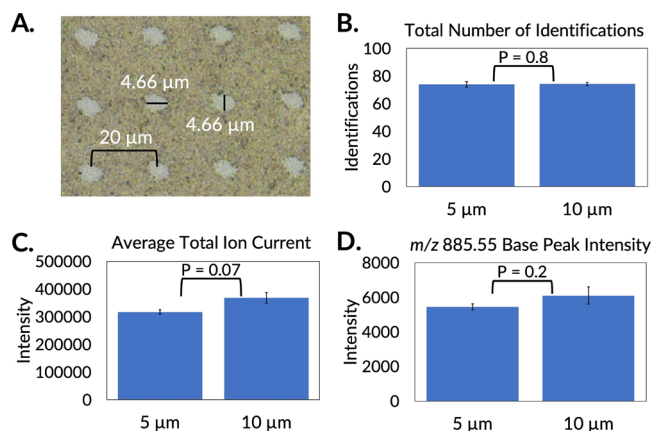 A.
4.66 µm
4.66 µm
20 µm
B.
Total Number of Identifications
P = 0.8
Identifications
100
80
60
40
20
0
5 µm
10 µm
C.
Average Total Ion Current
P = 0.07
Intensity
500000
400000
300000
200000
100000
0
5 µm
10 µm
D.
m/z 885.55 Base Peak Intensity
P = 0.2
Intensity
8000
6000
4000
2000
0
5 µm
10 µm